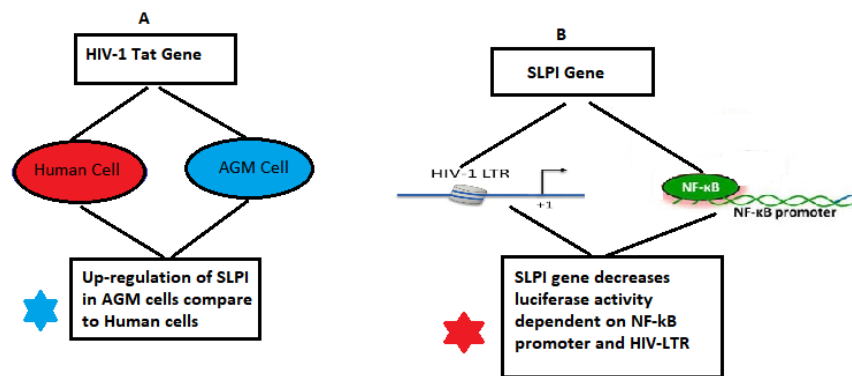 A
HIV-1 Tat Gene
Human Cell
AGM Cell
Up-regulation of SLPI
in AGM cells compare
to Human cells
B
SLPI Gene
HIV-1 LTR
+1
NF-κB
NF-κB promoter
SLPI gene decreases
luciferase activity
dependent on NF-kB
promoter and HIV-LTR